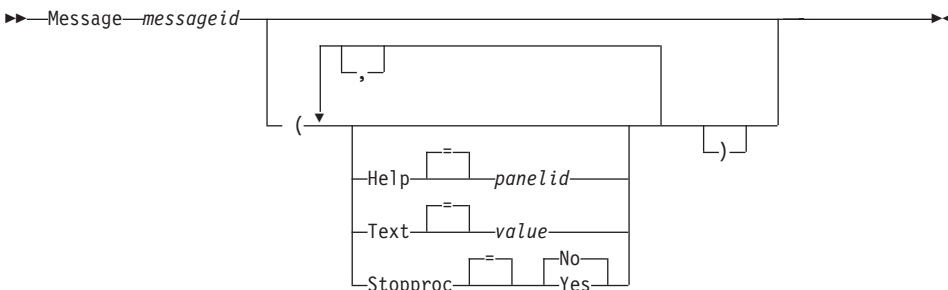 Message messageid
,
(
)
Help = panelid
Text = value
Stopproc = No
Yes